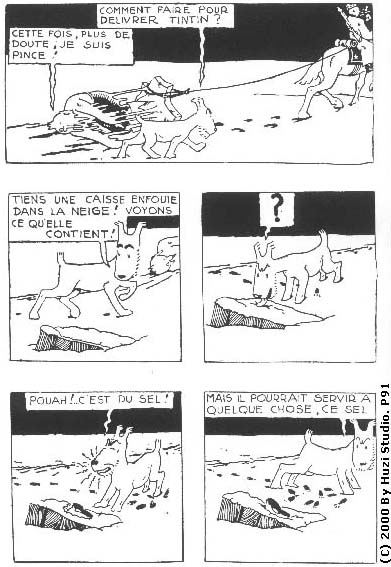 COMMENT FAIRE POUR
DELIVRER TINTIN ?
CETTE FOIS, PLUS DE
DOUTE, JE SUIS
PINCE !
TIENS UNE CAISSE ENFOUIE
DANS LA NEIGE ! VOYONS
CE QU'ELLE
CONTIENT !
?
POUAH !.. C'EST DU SEL !
MAIS IL POURRAIT SERVIR A
QUELQUE CHOSE, CE SEL
(C) 2000 By Huzi Studio. P91